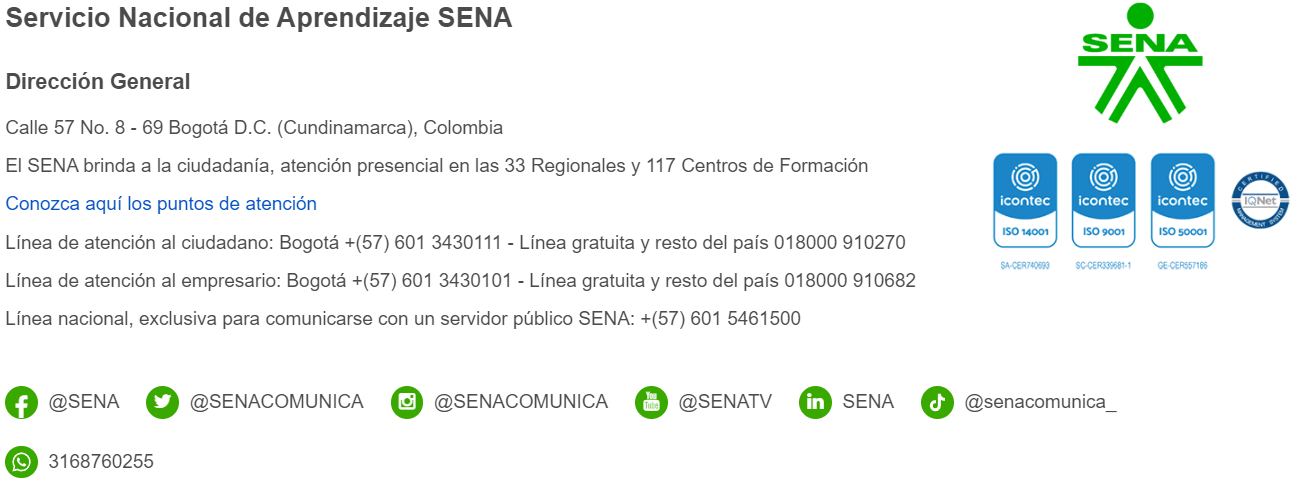 Servicio Nacional de Aprendizaje SENA
SENA
Dirección General
Calle 57 No. 8 - 69 Bogotá D.C. (Cundinamarca), Colombia
El SENA brinda a la ciudadanía, atención presencial en las 33 Regionales y 117 Centros de Formación
Conozca aquí los puntos de atención
Línea de atención al ciudadano: Bogotá +(57) 601 3430111 - Línea gratuita y resto del país 018000 910270
Línea de atención al empresario: Bogotá +(57) 601 3430101 - Línea gratuita y resto del país 018000 910682
Línea nacional, exclusiva para comunicarse con un servidor público SENA: +(57) 601 5461500
icontec icontec icontec
ISO 14001 ISO 9001 ISO 50001
SA-CER740693 SC-CER339681-1 GE-CER557186
CERTIFIED
IQNet
MANAGEMENT SYSTEM
@SENA @SENACOMUNICA @SENACOMUNICA You Tube @SENATV in SENA @senacomunica_
3168760255